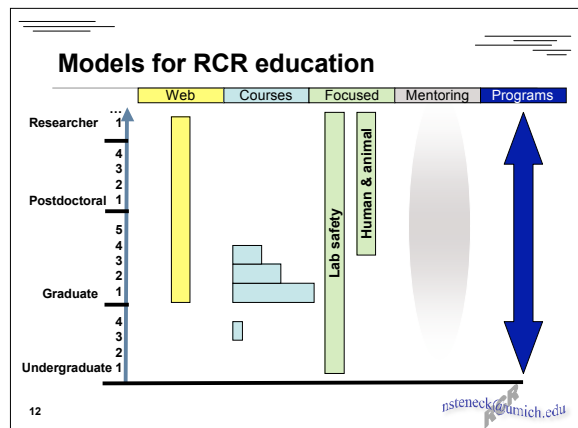 Models for RCR education
Web Courses Focused Mentoring Programs
...
Researcher 1
4
3
2
Postdoctoral 1
5
4
3
2
Graduate 1
4
3
2
Undergraduate 1
Lab safety
Human & animal
12
nsteneck@umich.edu
RCR